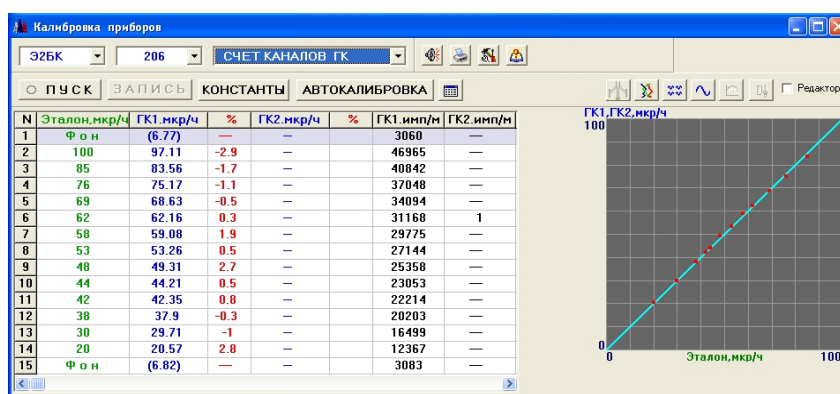 Калибровка приборов
Э2БК 206 СЧЕТ КАНАЛОВ ГК
ПУСК ЗАПИСЬ КОНСТАНТЫ АВТОКАЛИБРОВКА Редактор
N Эталон,мкр/ч ГК1.мкр/ч % ГК2.мкр/ч % ГК1.имп/м ГК2.имп/м
1 Фон (6.77) — — 3060 —
2 100 97.11 -2.9 — 46965 —
3 85 83.56 -1.7 — 40842 —
4 76 75.17 -1.1 — 37048 —
5 69 68.63 -0.5 — 34094 —
6 62 62.16 0.3 — 31168 1
7 58 59.08 1.9 — 29775 —
8 53 53.26 0.5 — 27144 —
9 48 49.31 2.7 — 25358 —
10 44 44.21 0.5 — 23053 —
11 42 42.35 0.8 — 22214 —
12 38 37.9 -0.3 — 20203 —
13 30 29.71 -1 — 16499 —
14 20 20.57 2.8 — 12367 —
15 Фон (6.82) — — 3083 —
ГК1,ГК2,мкр/ч
100
0
0 Эталон,мкр/ч 100